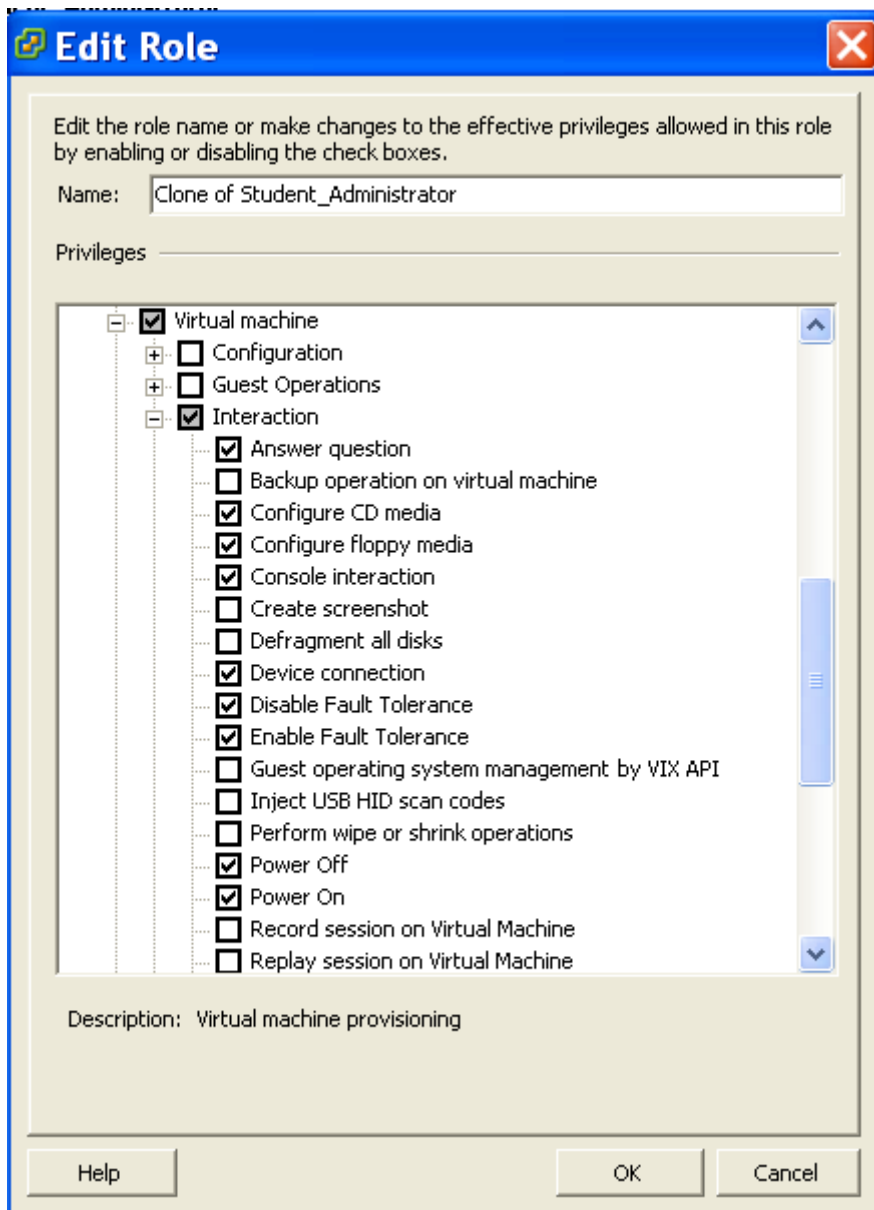 Edit Role
Edit the role name or make changes to the effective privileges allowed in this role
by enabling or disabling the check boxes.
Name: Clone of Student_Administrator
Privileges
Virtual machine
Configuration
Guest Operations
Interaction
Answer question
Backup operation on virtual machine
Configure CD media
Configure floppy media
Console interaction
Create screenshot
Defragment all disks
Device connection
Disable Fault Tolerance
Enable Fault Tolerance
Guest operating system management by VIX API
Inject USB HID scan codes
Perform wipe or shrink operations
Power Off
Power On
Record session on Virtual Machine
Replay session on Virtual Machine
Description: Virtual machine provisioning
Help OK Cancel